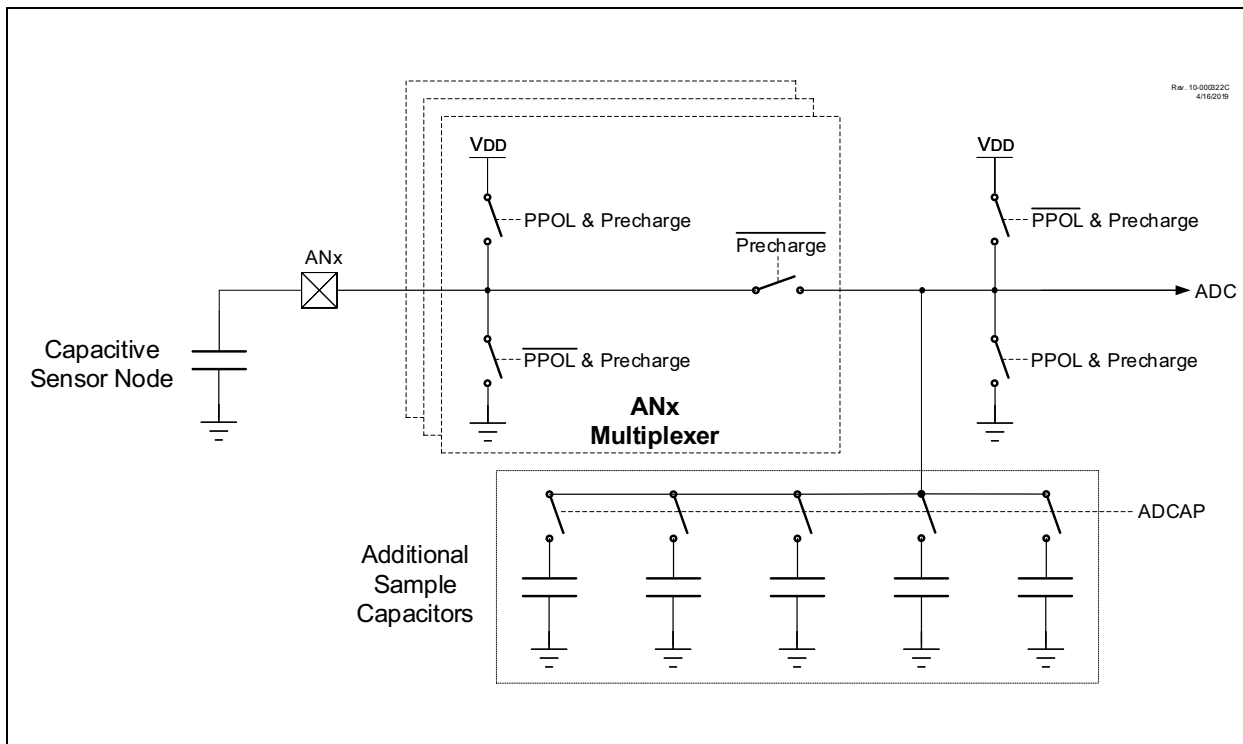 Rev. 10-000322C
4/16/2019
VDD
VDD
PPOL & Precharge
PPOL & Precharge
Precharge
ANx
ADC
Capacitive
Sensor Node
PPOL & Precharge
PPOL & Precharge
ANx
Multiplexer
ADCAP
Additional
Sample
Capacitors